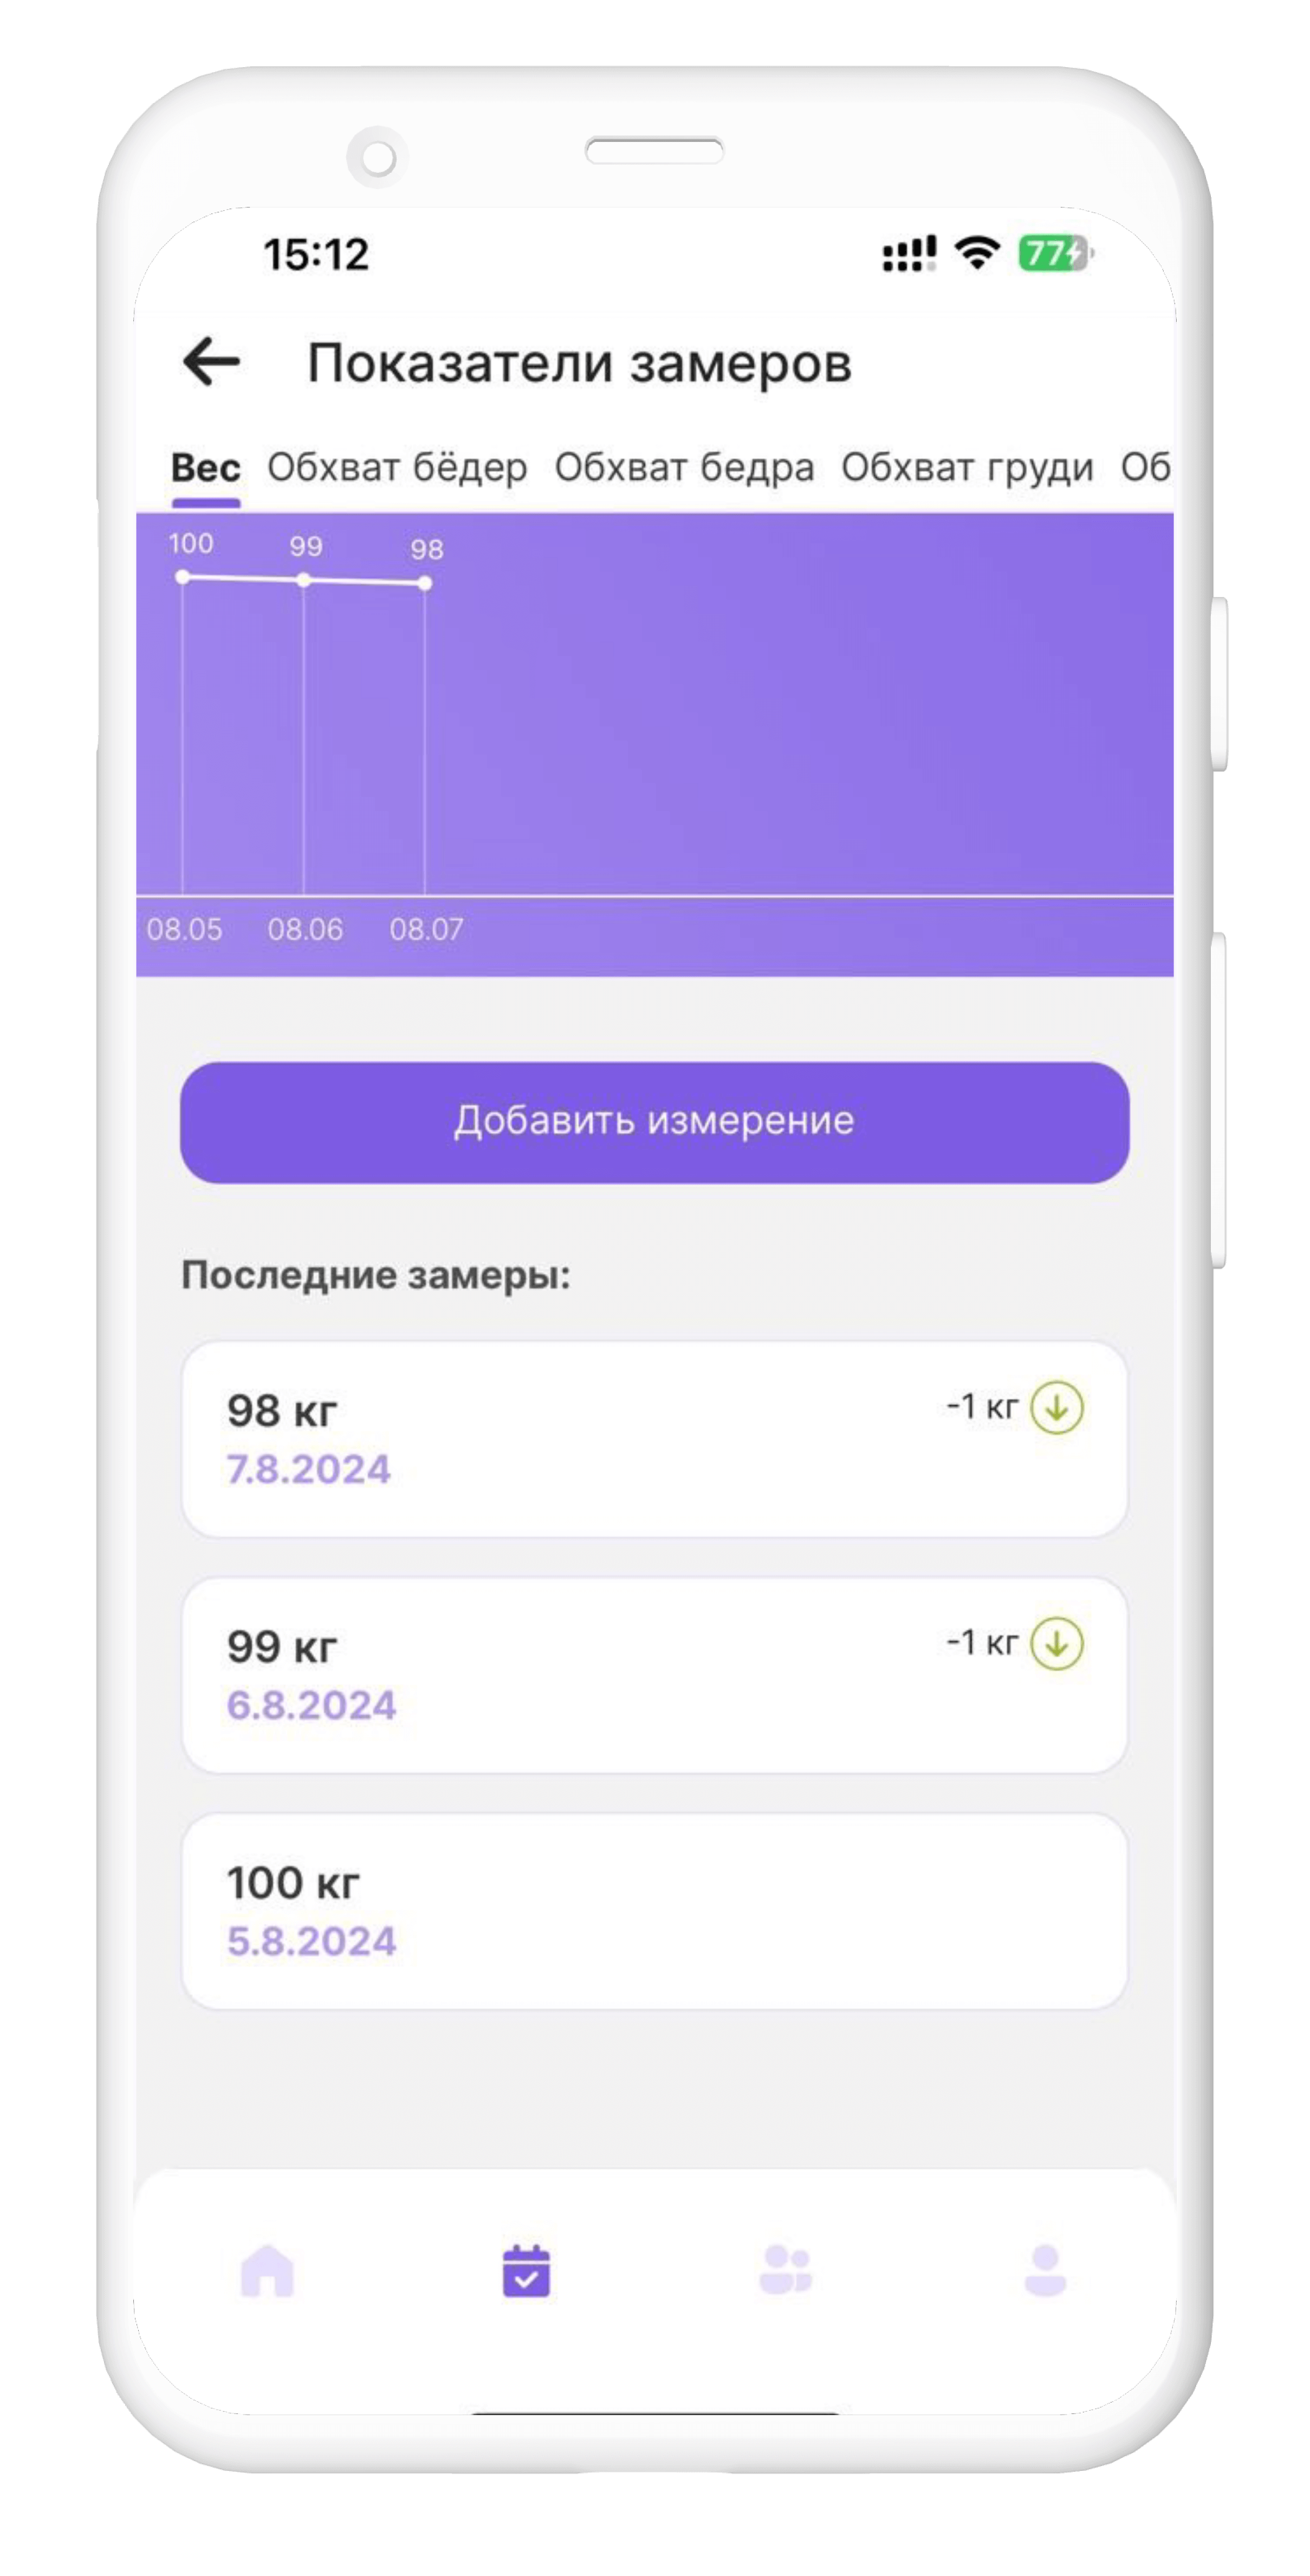 15:12
77
Показатели замеров
Вес Обхват бёдер Обхват бедра Обхват груди Об
100 99 98
08.05 08.06 08.07
Добавить измерение
Последние замеры:
98 кг -1 кг
7.8.2024
99 кг -1 кг
6.8.2024
100 кг
5.8.2024